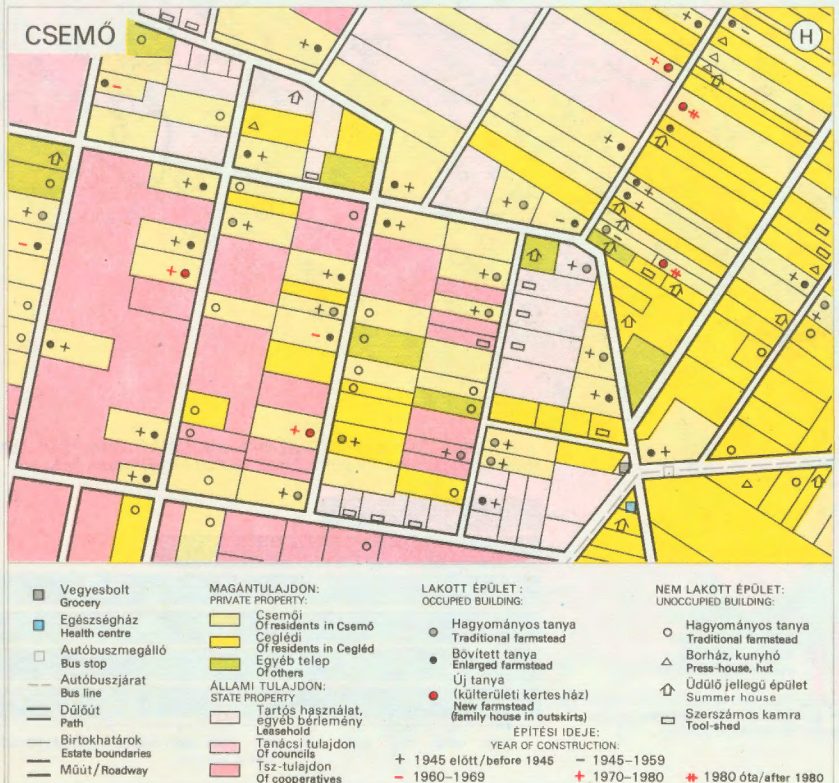 CSEMŐ
H
Vegyesbolt
Grocery
Egészségház
Health centre
Autóbuszmegálló
Bus stop
Autóbuszjárat
Bus line
Dűlőút
Path
Birtokhatárok
Estate boundaries
Műút/Roadway
MAGÁNTULAJDON:
PRIVATE PROPERTY:
Csemői
Of residents in Csemő
Ceglédi
Of residents in Cegléd
Egyéb telep
Of others
ÁLLAMI TULAJDON:
STATE PROPERTY
Tartós használat,
egyéb bérlemény
Leasehold
Tanácsi tulajdon
Of councils
Tsz-tulajdon
Of cooperatives
LAKOTT ÉPÜLET :
OCCUPIED BUILDING:
Hagyományos tanya
Traditional farmstead
Bővített tanya
Enlarged farmstead
Új tanya
(külterületi kertesház)
New farmstead
(family house in outskirts)
NEM LAKOTT ÉPÜLET:
UNOCCUPIED BUILDING:
Hagyományos tanya
Traditional farmstead
Borház, kunyhó
Press-house, hut
Üdülő jellegű épület
Summer house
Szerszámos kamra
Tool-shed
ÉPÍTÉSI IDEJE:
YEAR OF CONSTRUCTION:
+ 1945 előtt/before 1945
− 1945–1959
− 1960–1969
+ 1970–1980
1980 óta/after 1980